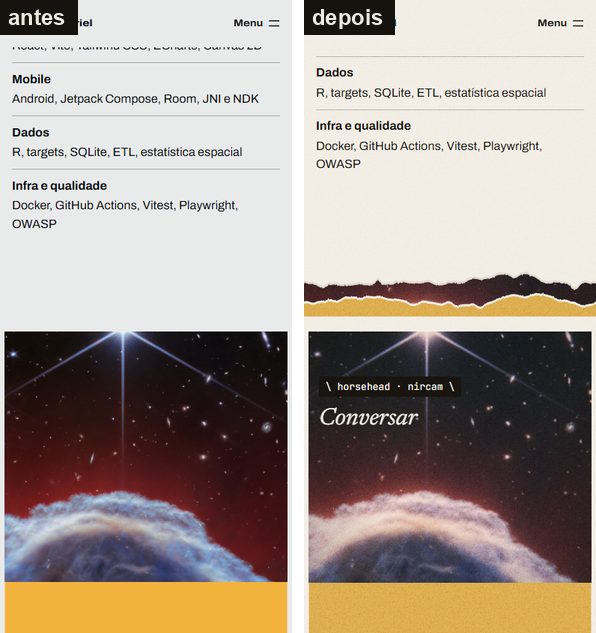 antes
Menu
React, Vite, Tailwind CSS, ECharts, Canvas 2D
Mobile
Android, Jetpack Compose, Room, JNI e NDK
Dados
R, targets, SQLite, ETL, estatística espacial
Infra e qualidade
Docker, GitHub Actions, Vitest, Playwright,
OWASP
depois
Menu
Dados
R, targets, SQLite, ETL, estatística espacial
Infra e qualidade
Docker, GitHub Actions, Vitest, Playwright,
OWASP
\ horsehead · nircam \
Conversar